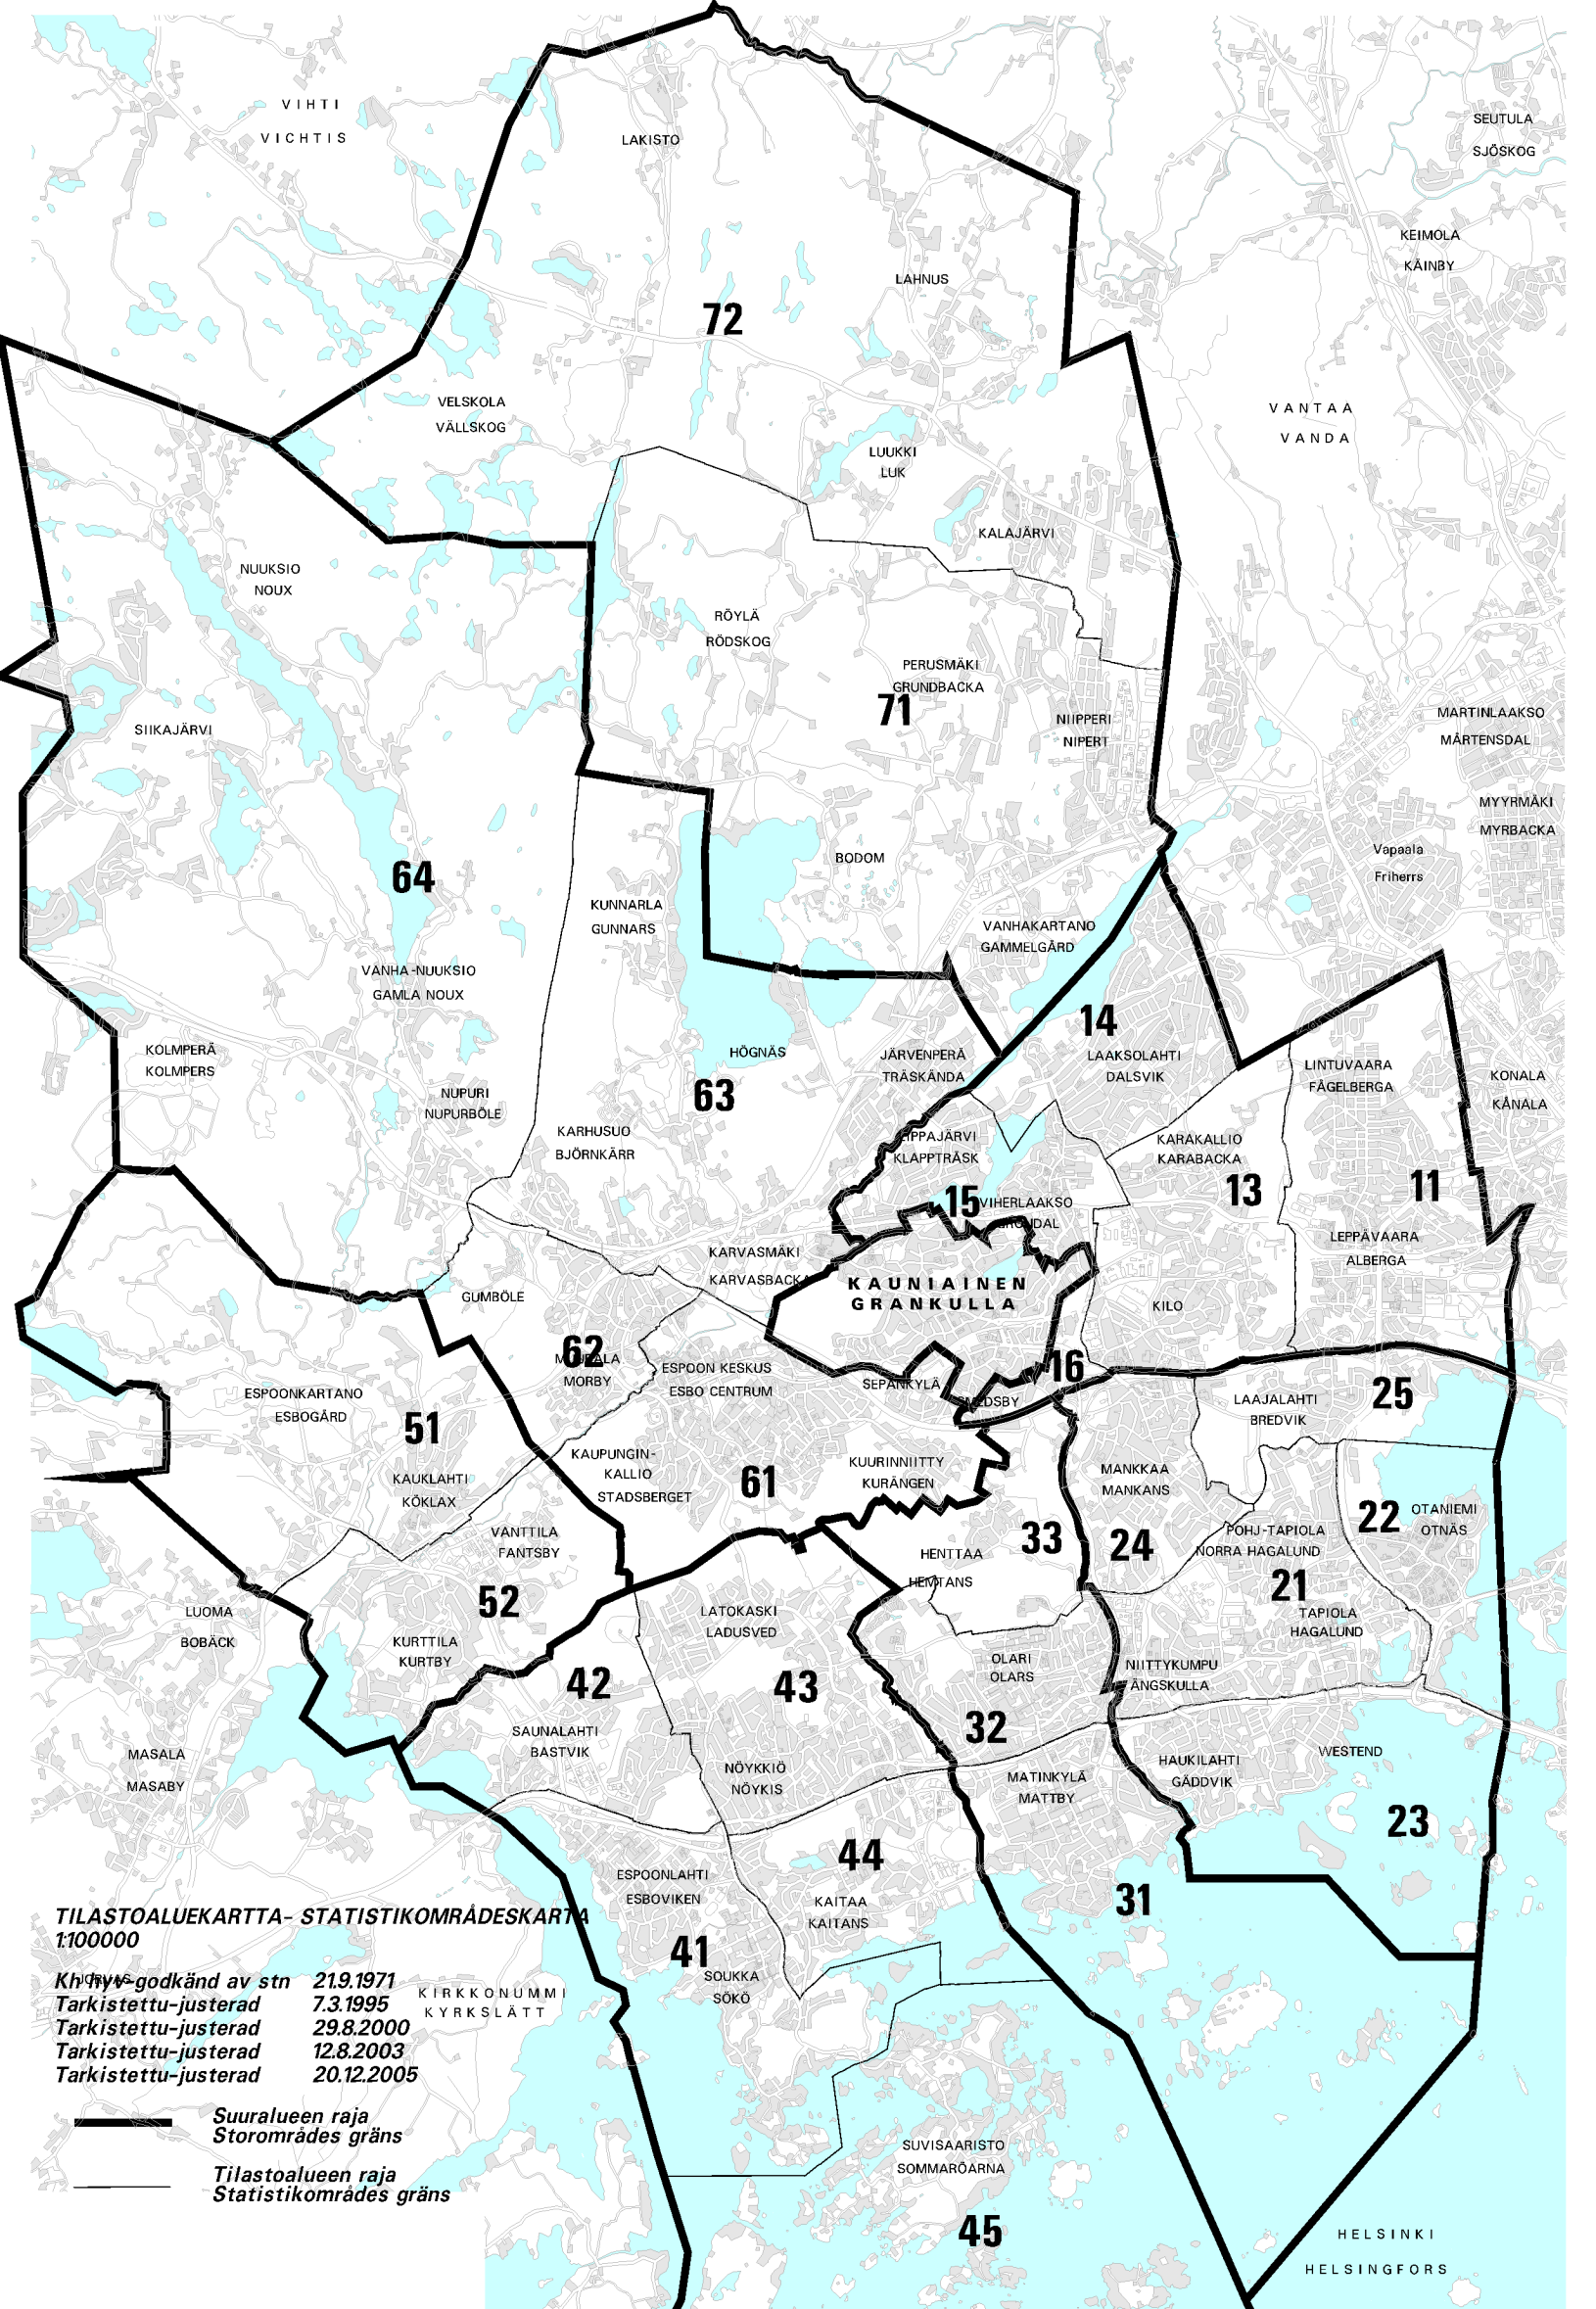 VIHTI
VICHTIS
LAKISTO
SEUTULA
SJÖSKOG
KEIMOLA
KÄINBY
LAHNUS
72
VELSKOLA
VÄLLSKOG
VANTAA
VANDA
LUUKKI
LUK
KALAJÄRVI
NUUKSIO
NOUX
RÖYLÄ
RÖDSKOG
PERUSMÄKI
GRUNDBACKA
71
NIIPPERI
NIPERT
SIIKAJÄRVI
MARTINLAAKSO
MÅRTENSDAL
MYYRMÄKI
MYRBACKA
Vapaala
Friherrs
BODOM
64
KUNNARLA
GUNNARS
VANHAKARTANO
GAMMELGÅRD
VANHA-NUUKSIO
GAMLA NOUX
14
LAAKSOLAHTI
DALSVIK
KOLMPERÄ
KOLMPERS
HÖGNÄS
63
JÄRVENPERÄ
TRÄSKÄNDA
LINTUVAARA
FÅGELBERGA
KONALA
KÅNALA
NUPURI
NUPURBÖLE
KARHUSUO
BJÖRNKÄRR
LIPPAJÄRVI
KLAPPTRÄSK
KARAKALLIO
KARABACKA
13
11
15
VIHERLAAKSO
GRÖNDAL
LEPPÄVAARA
ALBERGA
KARVASMÄKI
KARVASBACKA
KAUNIAINEN
GRANKULLA
GUMBÖLE
KILO
62
MUURALA
MORBY
ESPOON KESKUS
ESBO CENTRUM
16
SEPÄNKYLÄ
SMEDSBY
ESPOONKARTANO
ESBOGÅRD
51
LAAJALAHTI
BREDVIK
25
KAUKLAHTI
KÖKLAX
KAUPUNGIN-
KALLIO
STADSBERGET
61
KUURINNIITTY
KURÄNGEN
MANKKAA
MANKANS
VANTTILA
FANTSBY
22
OTANIEMI
OTNÄS
POHJ-TAPIOLA
NORRA HAGALUND
24
33
HENTTAA
HEMTANS
21
TAPIOLA
HAGALUND
52
LUOMA
BOBÄCK
KURTTILA
KURTBY
LATOKASKI
LADUSVED
42
43
OLARI
OLARS
NIITTYKUMPU
ÄNGSKULLA
32
SAUNALAHTI
BASTVIK
MASALA
MASABY
NÖYKKIÖ
NÖYKIS
MATINKYLÄ
MATTBY
HAUKILAHTI
GÄDDVIK
WESTEND
23
44
ESPOONLAHTI
ESBOVIKEN
KAITAA
KAITANS
31
41
SOUKKA
SÖKÖ
TILASTOALUEKARTTA- STATISTIKOMRÅDESKARTA
1:100000
JORVAS
Kh hyv-godkänd av stn 21.9.1971
Tarkistettu-justerad 7.3.1995
Tarkistettu-justerad 29.8.2000
Tarkistettu-justerad 12.8.2003
Tarkistettu-justerad 20.12.2005
KIRKKONUMMI
KYRKSLÄTT
Suuralueen raja
Storområdes gräns
Tilastoalueen raja
Statistikområdes gräns
SUVISAARISTO
SOMMARÖARNA
45
HELSINKI
HELSINGFORS